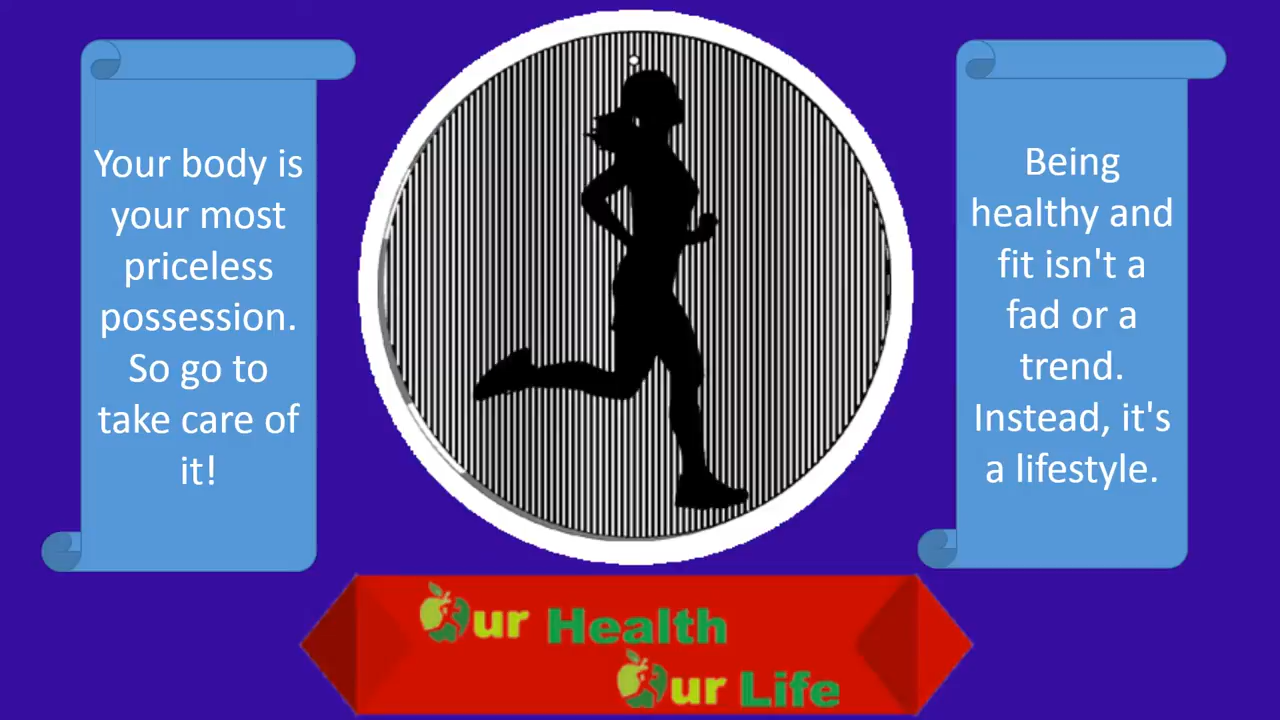 Your body is
your most
priceless
possession.
So go to
take care of
it!
Being
healthy and
fit isn't a
fad or a
trend.
Instead, it's
a lifestyle.
Our Health
Our Life